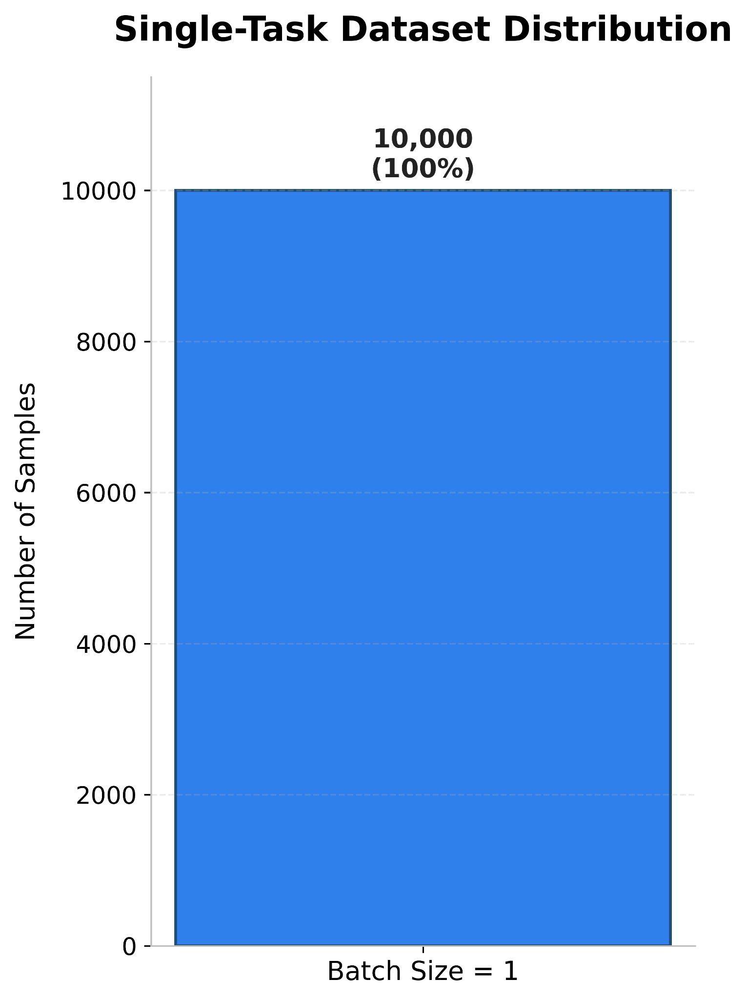 Single-Task Dataset Distribution
10,000
(100%)
10000
8000
6000
4000
2000
0
Number of Samples
Batch Size = 1